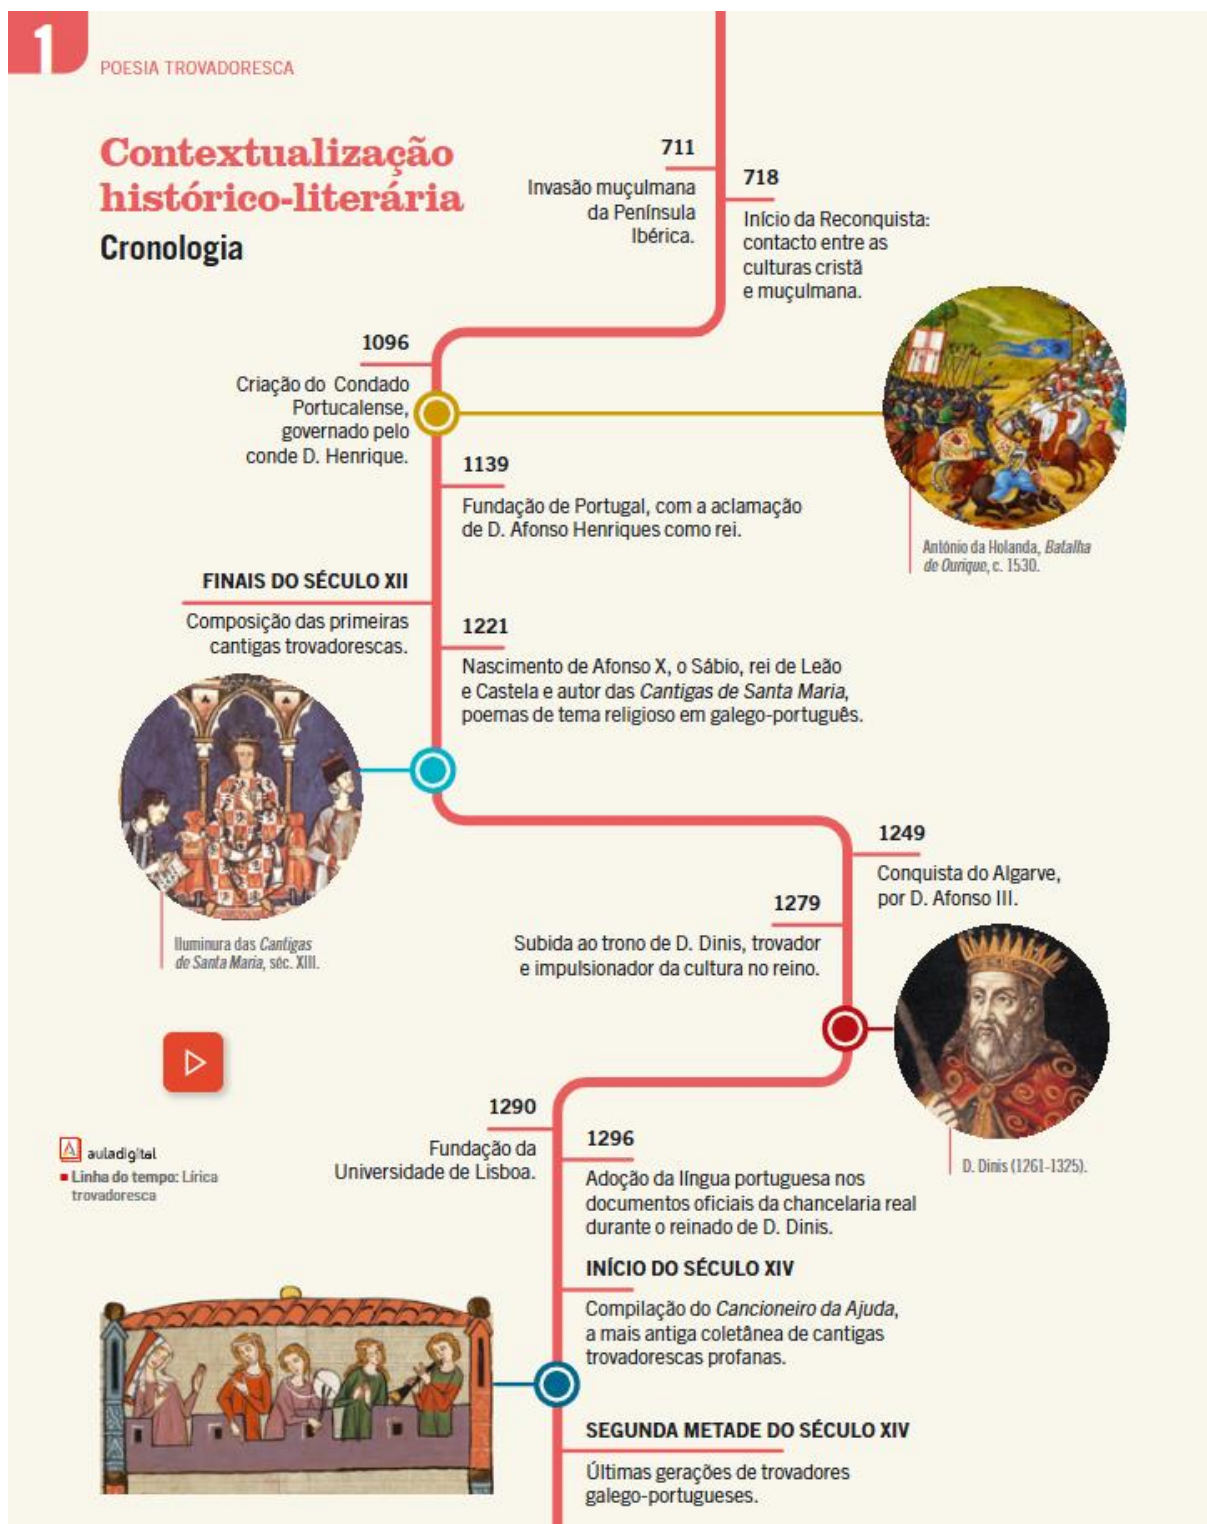 1
POESIA TROVADORESCA
Contextualização
histórico-literária
Cronologia
711
Invasão muçulmana
da Península
Ibérica.
718
Início da Reconquista:
contacto entre as
culturas cristã
e muçulmana.
1096
Criação do Condado
Portucalense,
governado pelo
conde D. Henrique.
1139
Fundação de Portugal, com a aclamação
de D. Afonso Henriques como rei.
António da Holanda, Batalha
de Ourique, c. 1530.
FINAIS DO SÉCULO XII
Composição das primeiras
cantigas trovadorescas.
1221
Nascimento de Afonso X, o Sábio, rei de Leão
e Castela e autor das Cantigas de Santa Maria,
poemas de tema religioso em galego-português.
Iluminura das Cantigas
de Santa Maria, séc. XIII.
1249
Conquista do Algarve,
por D. Afonso III.
1279
Subida ao trono de D. Dinis, trovador
e impulsionador da cultura no reino.
D. Dinis (1261-1325).
1290
Fundação da
Universidade de Lisboa.
1296
Adoção da língua portuguesa nos
documentos oficiais da chancelaria real
durante o reinado de D. Dinis.
A auladigital
Linha do tempo: Lírica
trovadoresca
INÍCIO DO SÉCULO XIV
Compilação do Cancioneiro da Ajuda,
a mais antiga coletânea de cantigas
trovadorescas profanas.
SEGUNDA METADE DO SÉCULO XIV
Últimas gerações de trovadores
galego-portugueses.